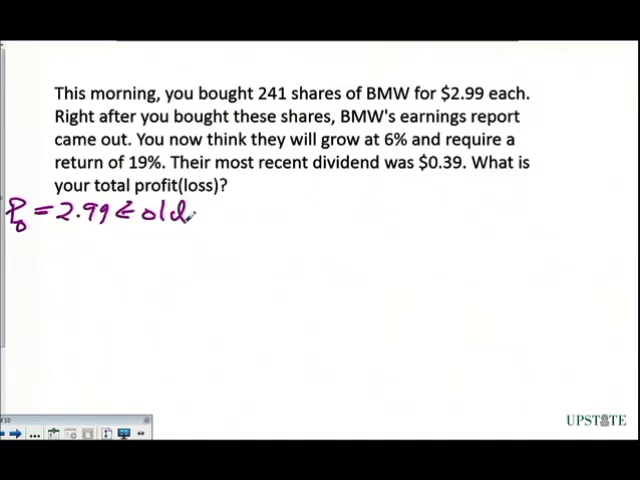 This morning, you bought 241 shares of BMW for $2.99 each.
Right after you bought these shares, BMW's earnings report
came out. You now think they will grow at 6% and require a
return of 19%. Their most recent dividend was $0.39. What is
your total profit(loss)?
P₀ = 2.99 ← old
of 10
UPSTATE